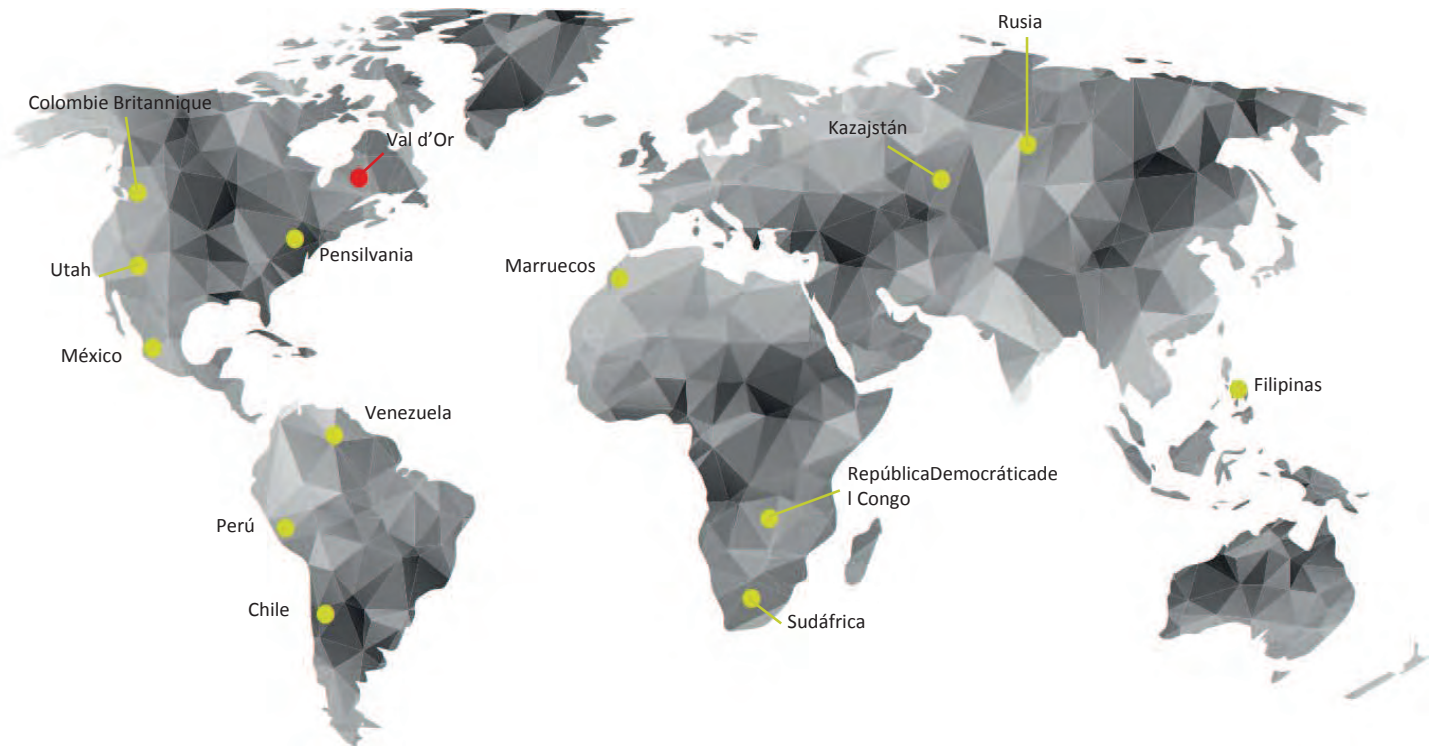 Rusia
Colombie Britannique
Val d'Or
Kazajstán
Pensilvania
Utah
Marruecos
México
Filipinas
Venezuela
RepúblicaDemocráticade
l Congo
Perú
Chile
Sudáfrica